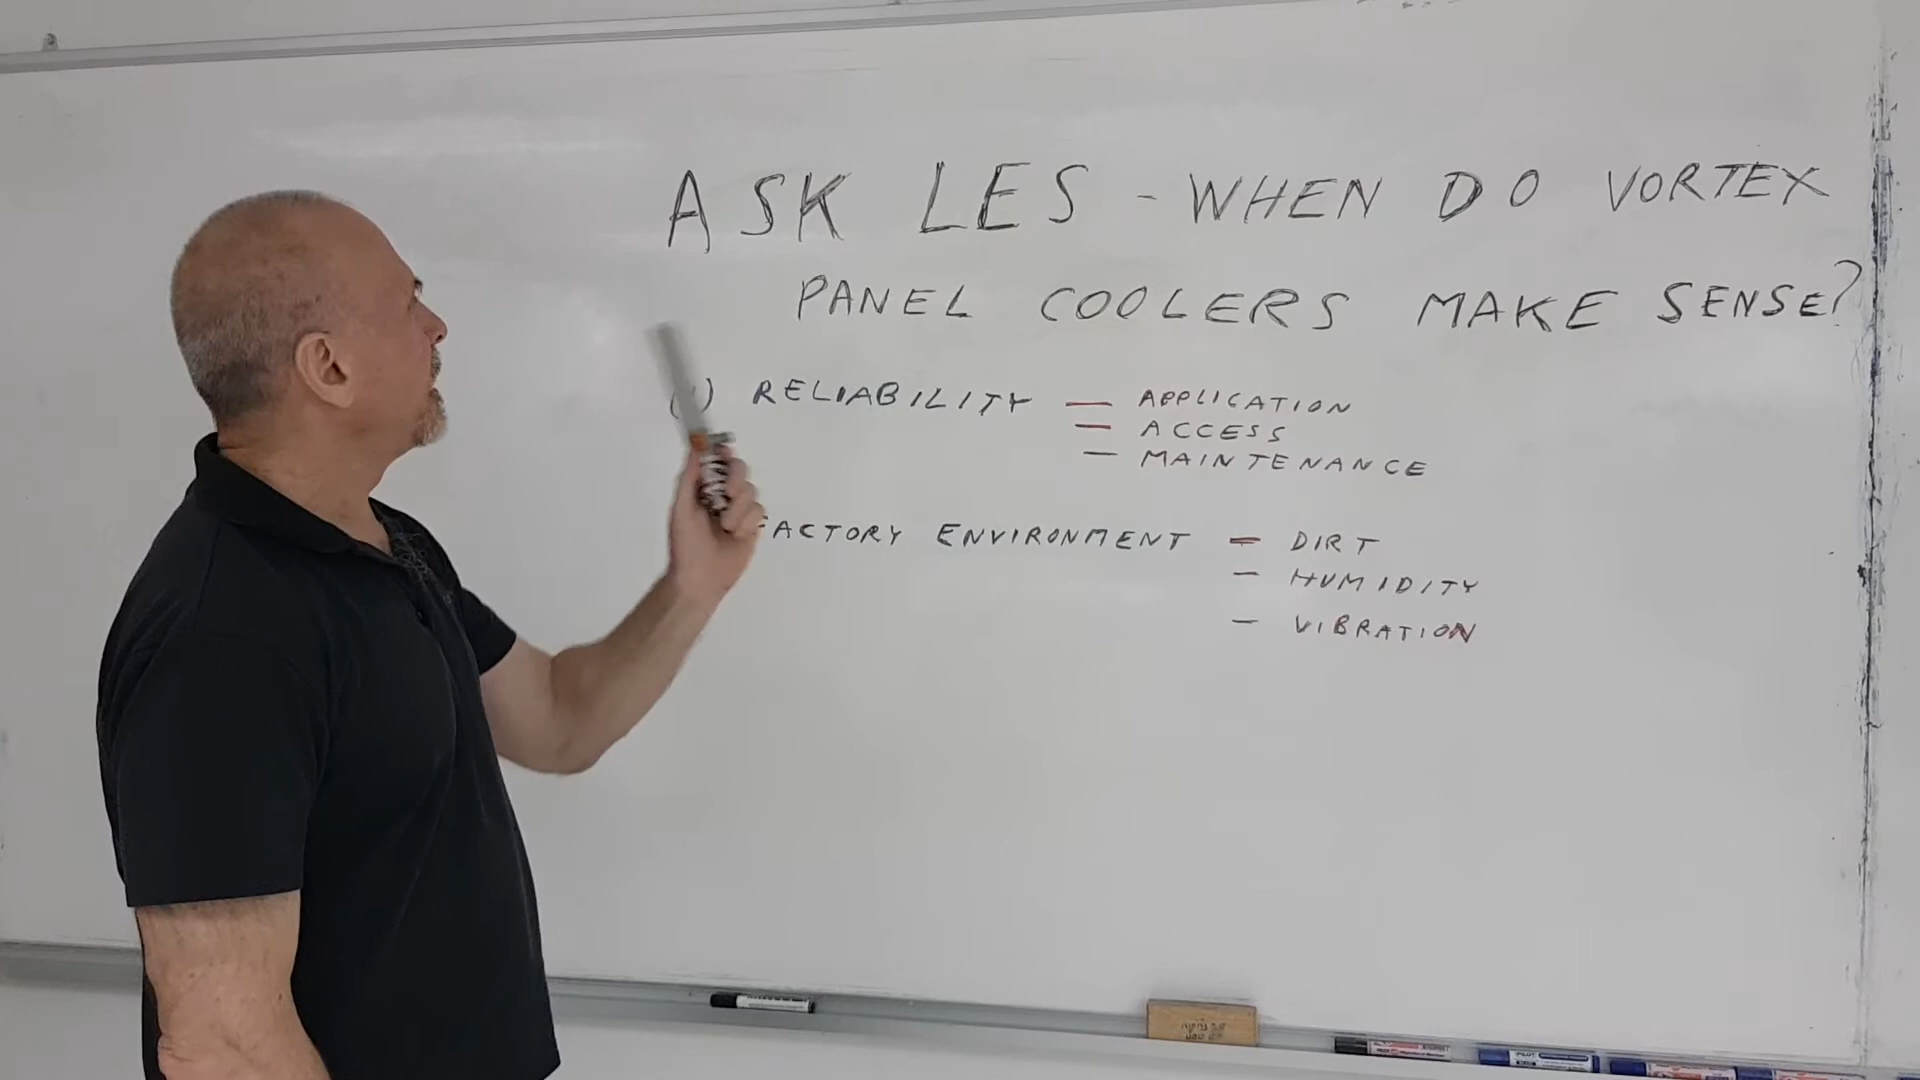 ASK LES - WHEN DO VORTEX
PANEL COOLERS MAKE SENSE?
1) RELIABILITY — APPLICATION
— ACCESS
— MAINTENANCE
FACTORY ENVIRONMENT — DIRT
— HUMIDITY
— VIBRATION